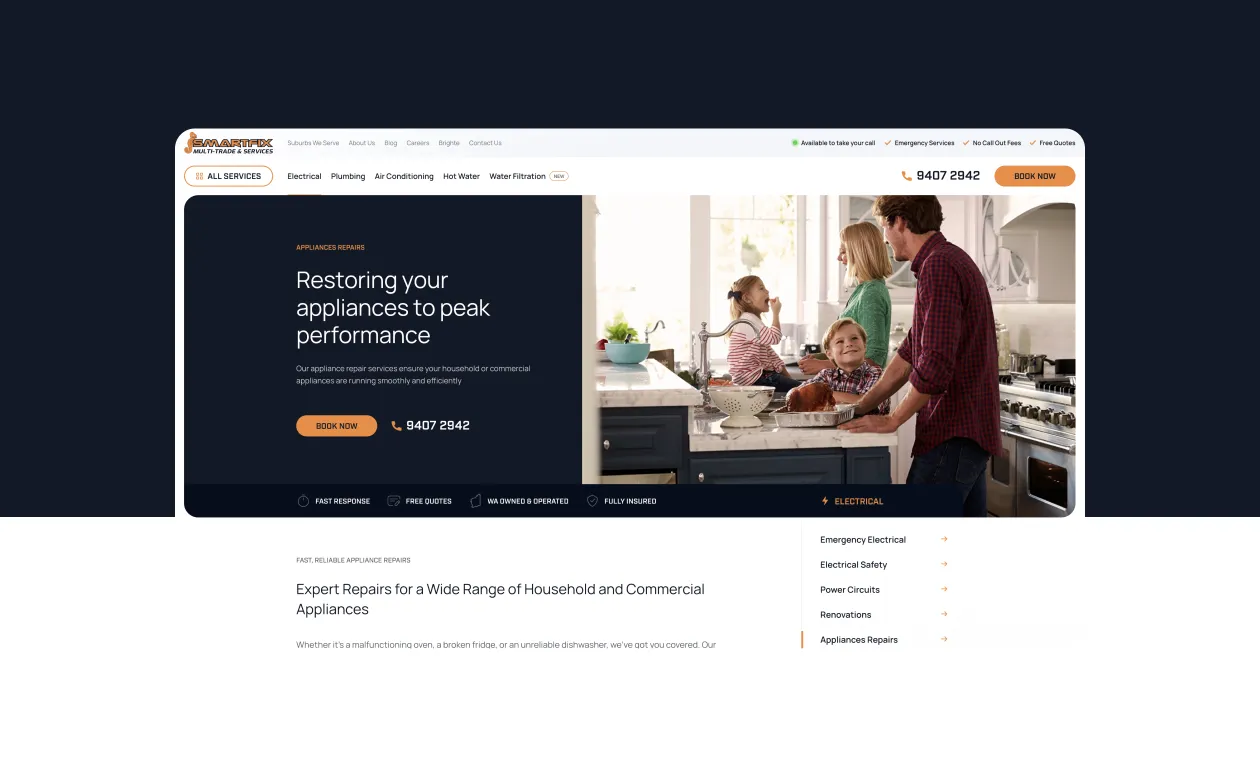 SMARTFIX
MULTI-TRADE & SERVICES
Suburbs We Serve About Us Blog Careers Brighte Contact Us
Available to take your call Emergency Services No Call Out Fees Free Quotes
ALL SERVICES
Electrical Plumbing Air Conditioning Hot Water Water Filtration NEW
9407 2942
BOOK NOW
APPLIANCES REPAIRS
Restoring your
appliances to peak
performance
Our appliance repair services ensure your household or commercial
appliances are running smoothly and efficiently
BOOK NOW
9407 2942
FAST RESPONSE FREE QUOTES WA OWNED & OPERATED FULLY INSURED
ELECTRICAL
Emergency Electrical
Electrical Safety
Power Circuits
Renovations
Appliances Repairs
FAST, RELIABLE APPLIANCE REPAIRS
Expert Repairs for a Wide Range of Household and Commercial
Appliances
Whether it's a malfunctioning oven, a broken fridge, or an unreliable dishwasher, we've got you covered. Our